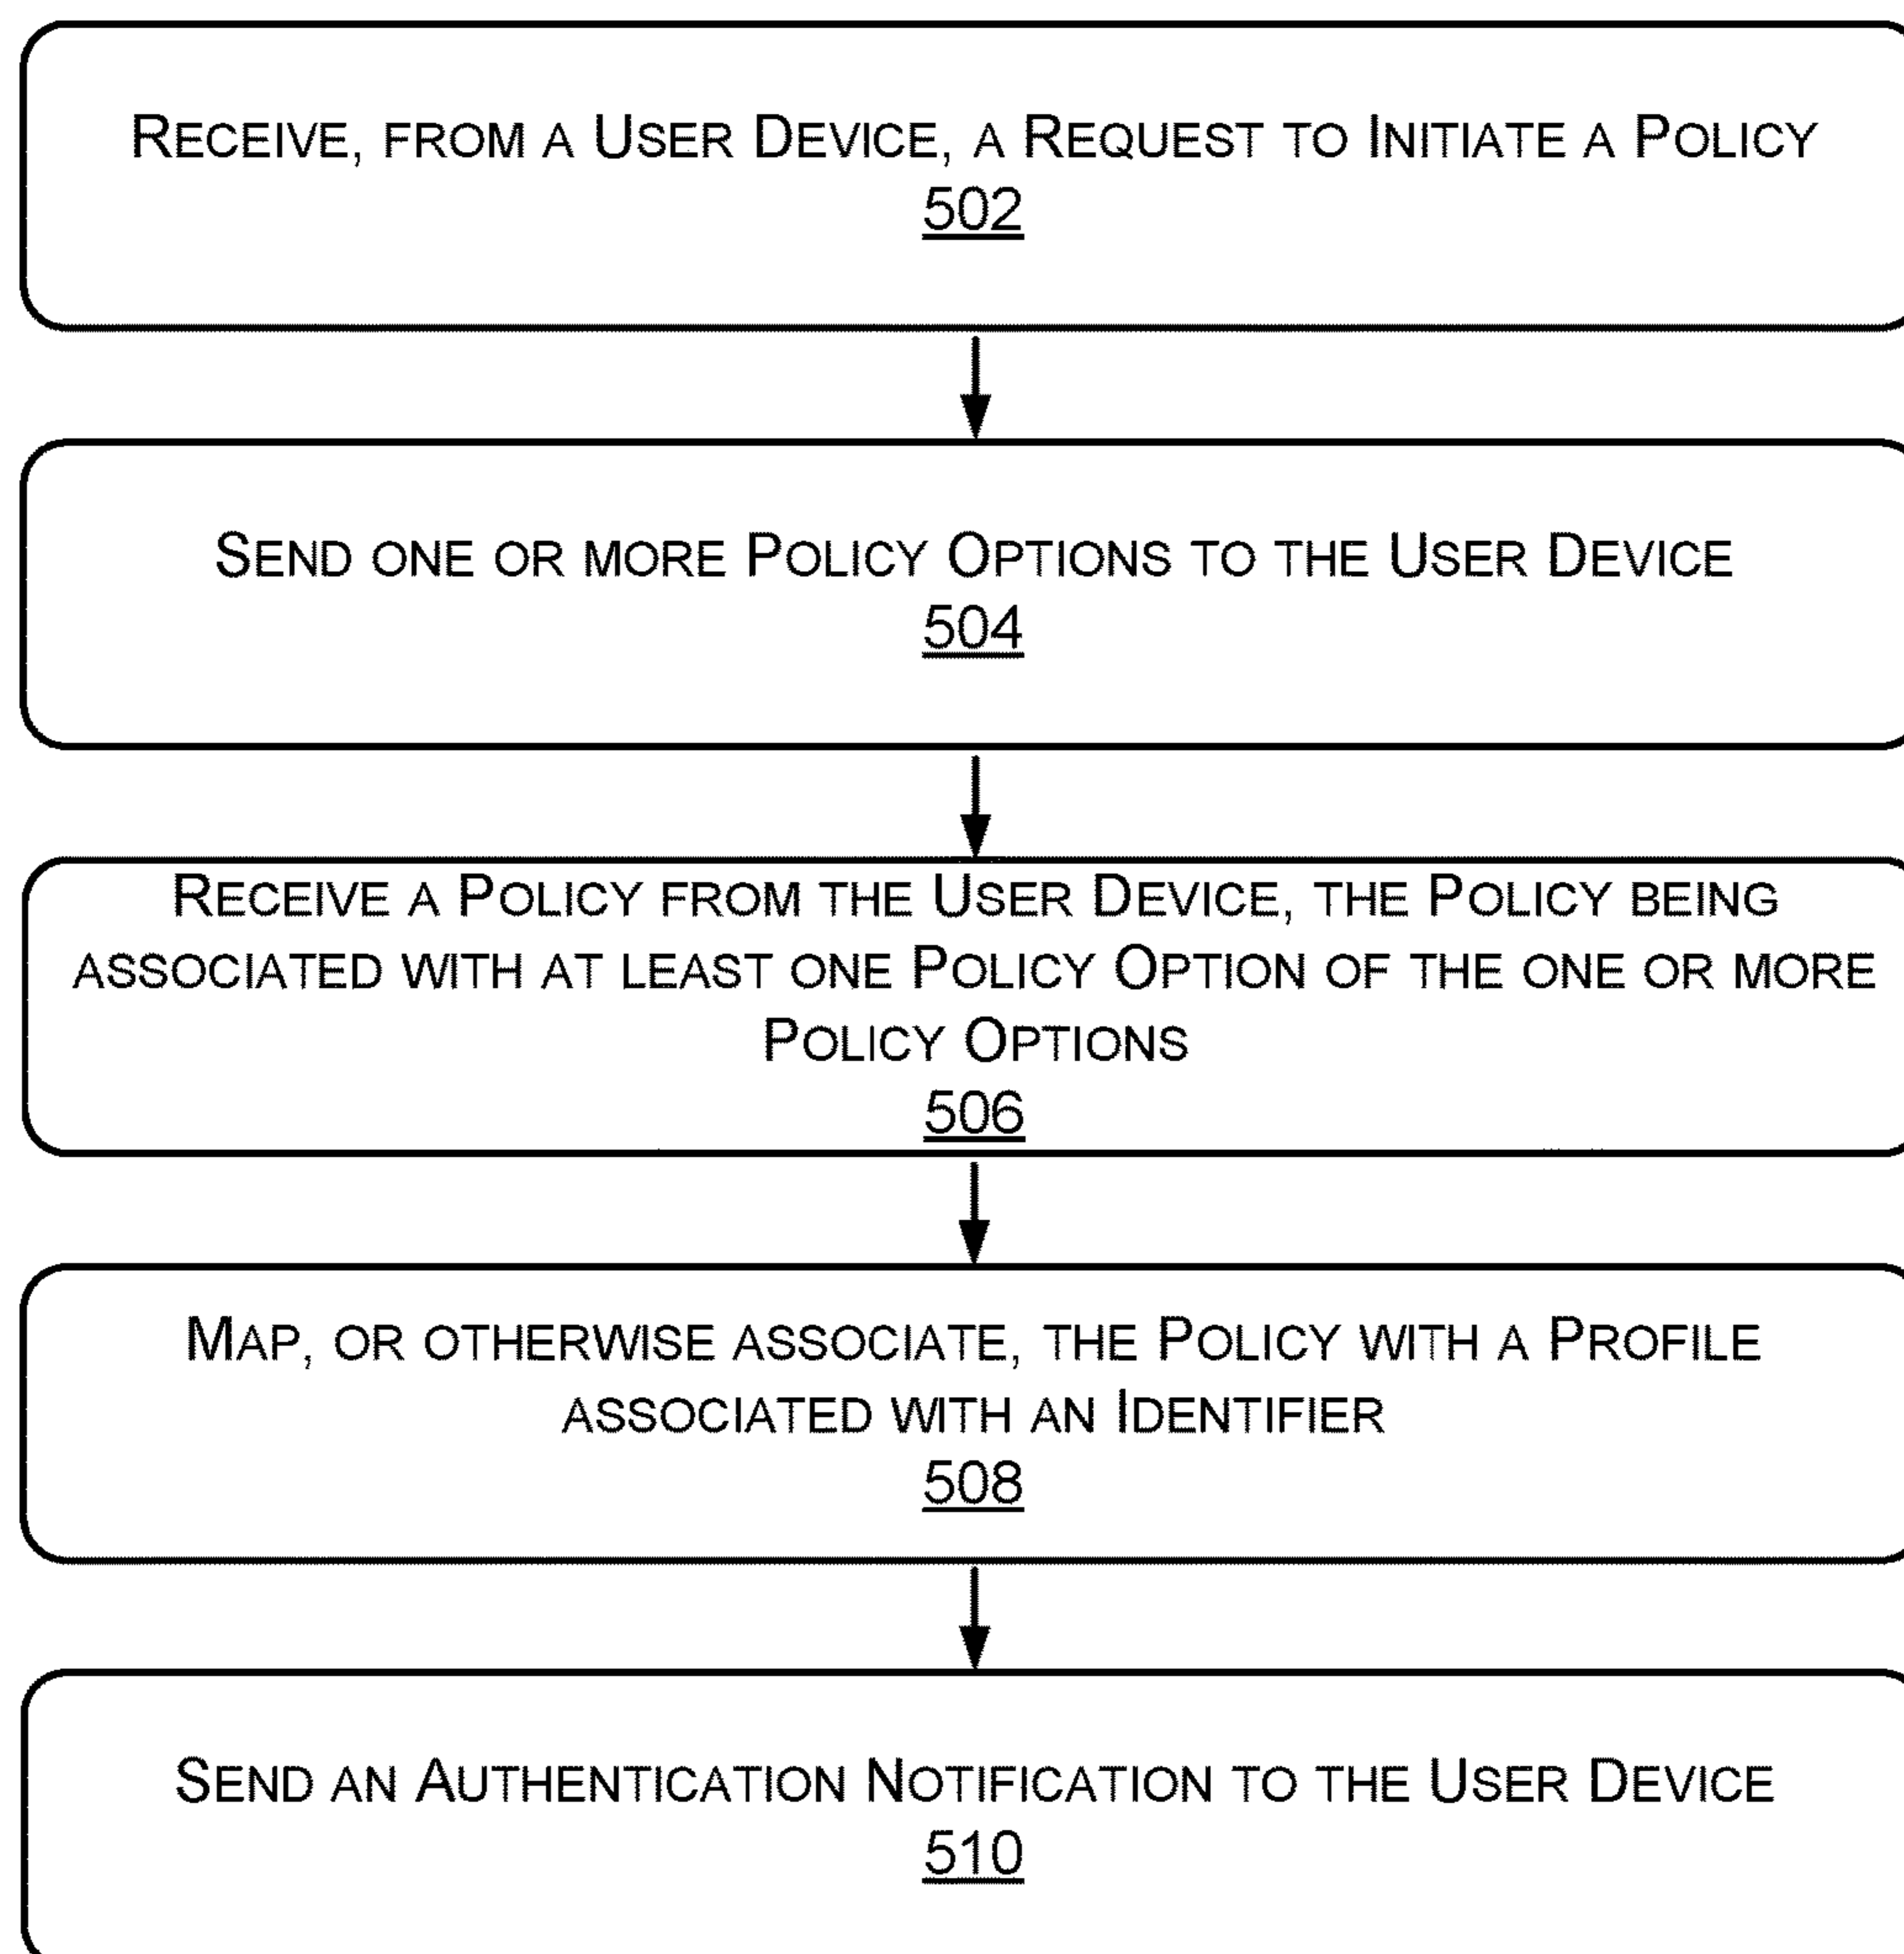 RECEIVE, FROM A USER DEVICE, A REQUEST TO INITIATE A POLICY
502
SEND ONE OR MORE POLICY OPTIONS TO THE USER DEVICE
504
RECEIVE A POLICY FROM THE USER DEVICE, THE POLICY BEING
ASSOCIATED WITH AT LEAST ONE POLICY OPTION OF THE ONE OR MORE
POLICY OPTIONS
506
MAP, OR OTHERWISE ASSOCIATE, THE POLICY WITH A PROFILE
ASSOCIATED WITH AN IDENTIFIER
508
SEND AN AUTHENTICATION NOTIFICATION TO THE USER DEVICE
510